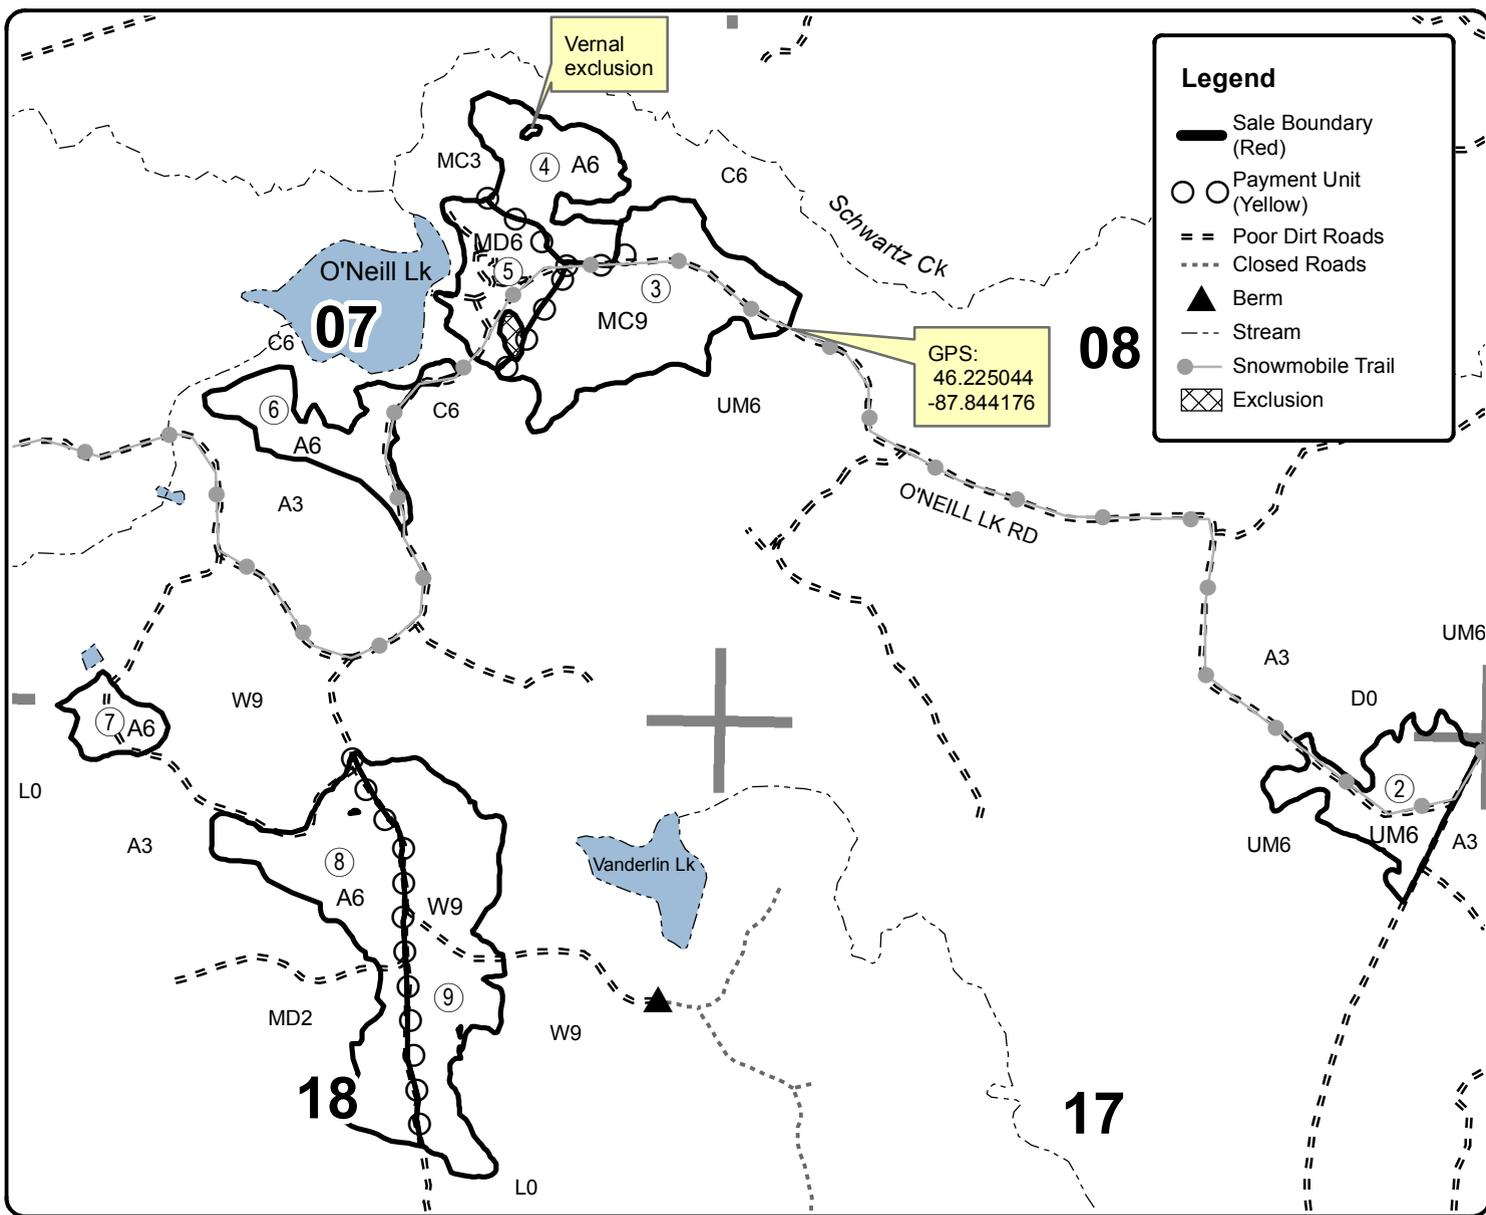 Vernal
exclusion
Legend
Sale Boundary
(Red)
Payment Unit
(Yellow)
Poor Dirt Roads
Closed Roads
Berm
Stream
Snowmobile Trail
Exclusion
MC3
4
A6
C6
Schwartz Ck
MD6
O'Neill Lk
5
3
07
MC9
08
C6
GPS:
46.225044
-87.844176
6
C6
UM6
A6
A3
O'NEILL LK RD
UM6
A3
W9
D0
7
A6
L0
2
UM6
UM6
A3
A3
8
Vanderlin Lk
A6
W9
9
MD2
W9
18
17
L0